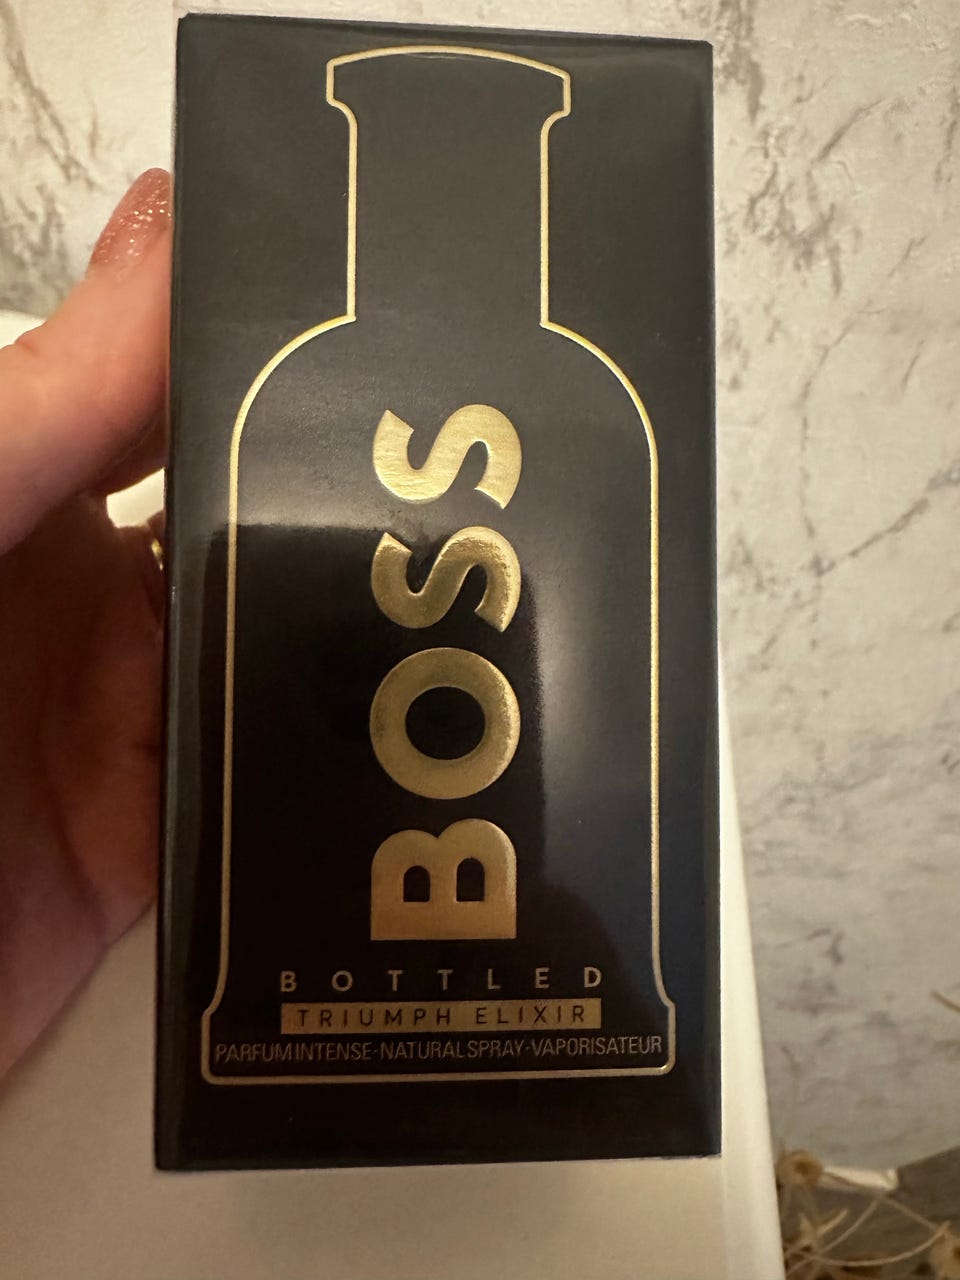 BOSS
BOTTLED
TRIUMPH ELIXIR
PARFUM INTENSE·NATURAL SPRAY·VAPORISATEUR